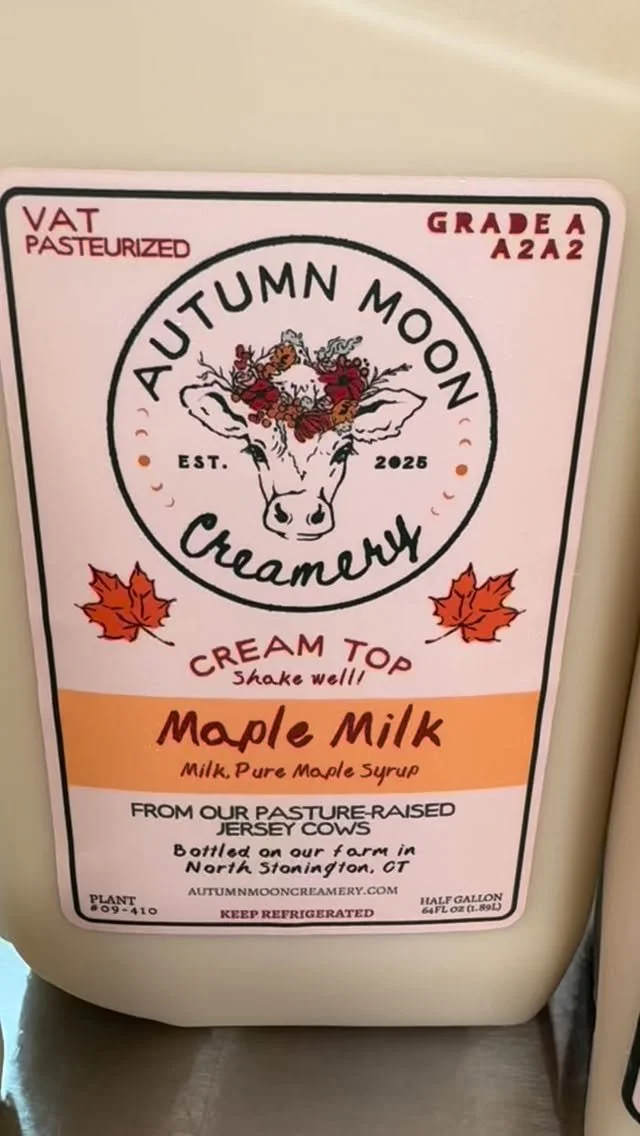 VAT
PASTEURIZED
GRADE A
A2A2
AUTUMN MOON
EST. 2025
Creamery
CREAM TOP
Shake well!
Maple Milk
Milk, Pure Maple Syrup
FROM OUR PASTURE-RAISED
JERSEY COWS
Bottled on our farm in
North Stonington, CT
AUTUMNMOONCREAMERY.COM
PLANT
#09-410
KEEP REFRIGERATED
HALF GALLON
64FL OZ (1.89L)